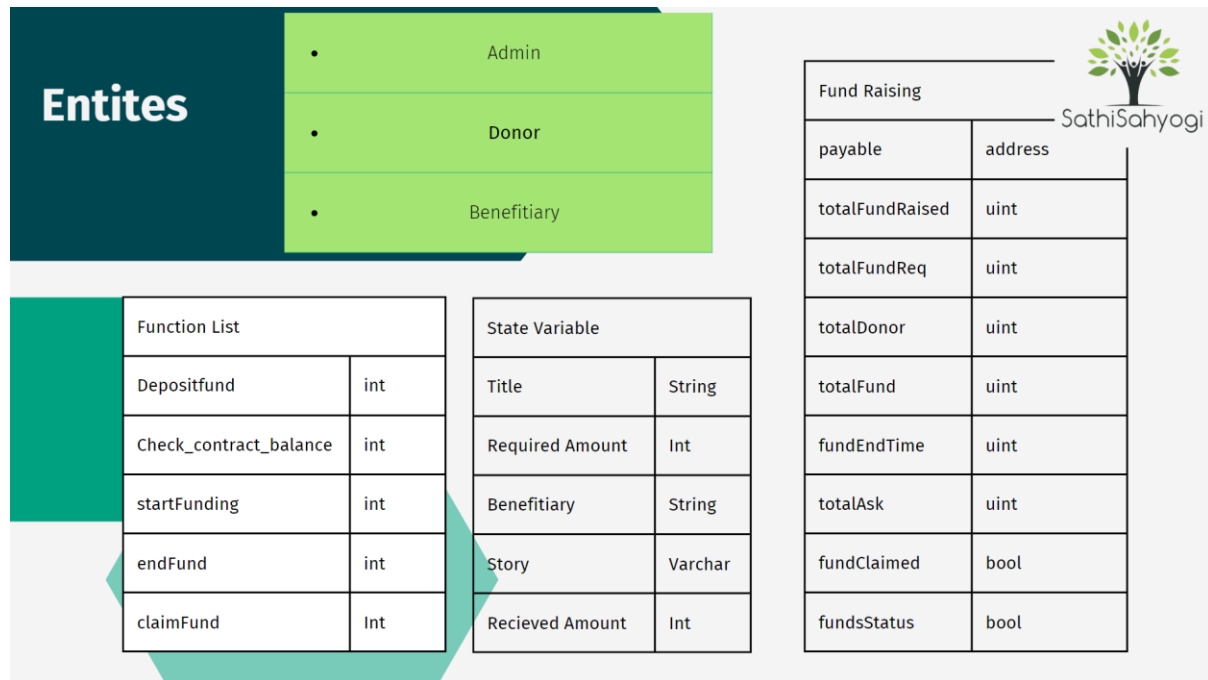 Entites
• Admin
• Donor
• Benefitiary
SathiSahyogi
Function List
Depositfund int
Check_contract_balance int
startFunding int
endFund int
claimFund Int
State Variable
Title String
Required Amount Int
Benefitiary String
Story Varchar
Recieved Amount Int
Fund Raising
payable address
totalFundRaised uint
totalFundReq uint
totalDonor uint
totalFund uint
fundEndTime uint
totalAsk uint
fundClaimed bool
fundsStatus bool